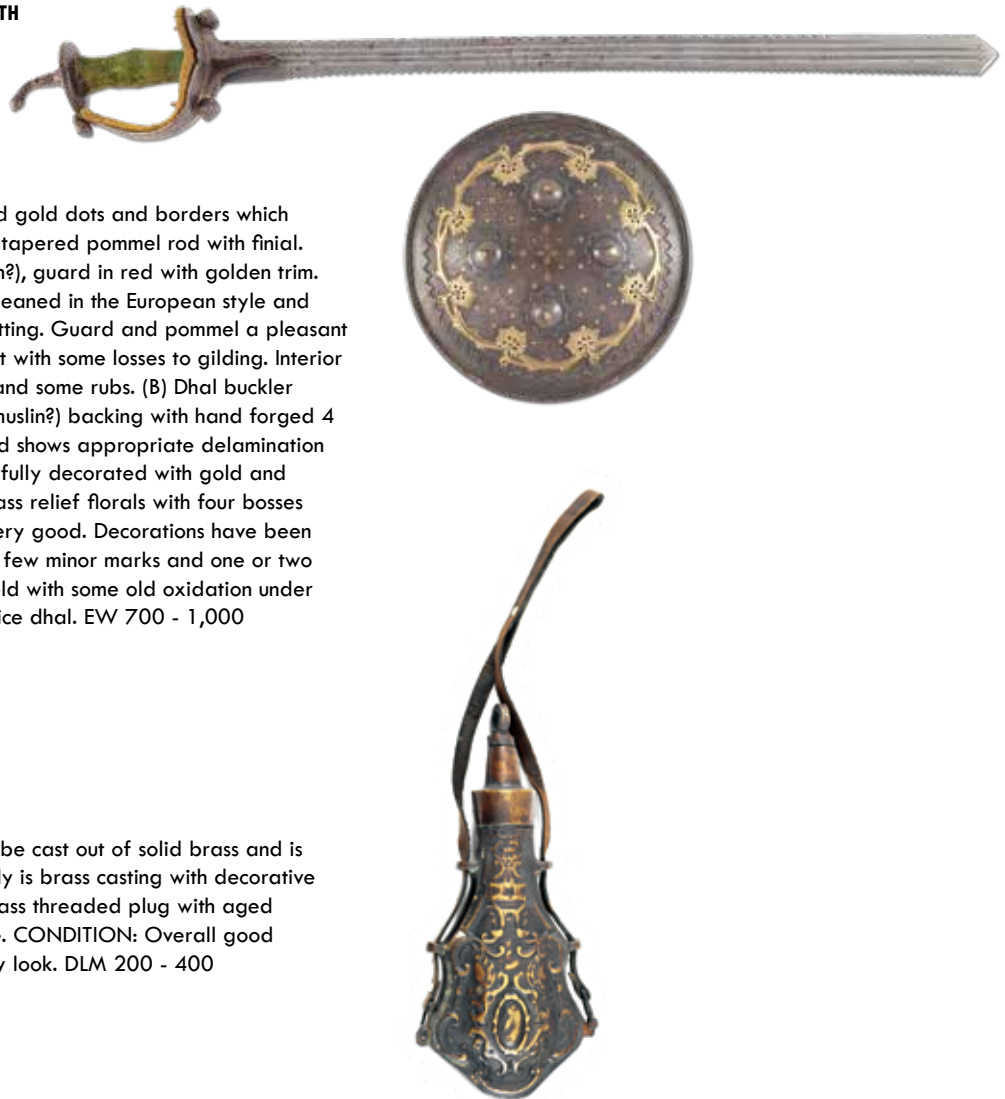 TH
d gold dots and borders which
tapered pommel rod with finial.
n?), guard in red with golden trim.
leaned in the European style and
tting. Guard and pommel a pleasant
t with some losses to gilding. Interior
and some rubs. (B) Dhal buckler
muslin?) backing with hand forged 4
d shows appropriate delamination
fully decorated with gold and
ass relief florals with four bosses
ery good. Decorations have been
few minor marks and one or two
ld with some old oxidation under
ice dhal. EW 700 - 1,000
be cast out of solid brass and is
ly is brass casting with decorative
ass threaded plug with aged
e. CONDITION: Overall good
y look. DLM 200 - 400